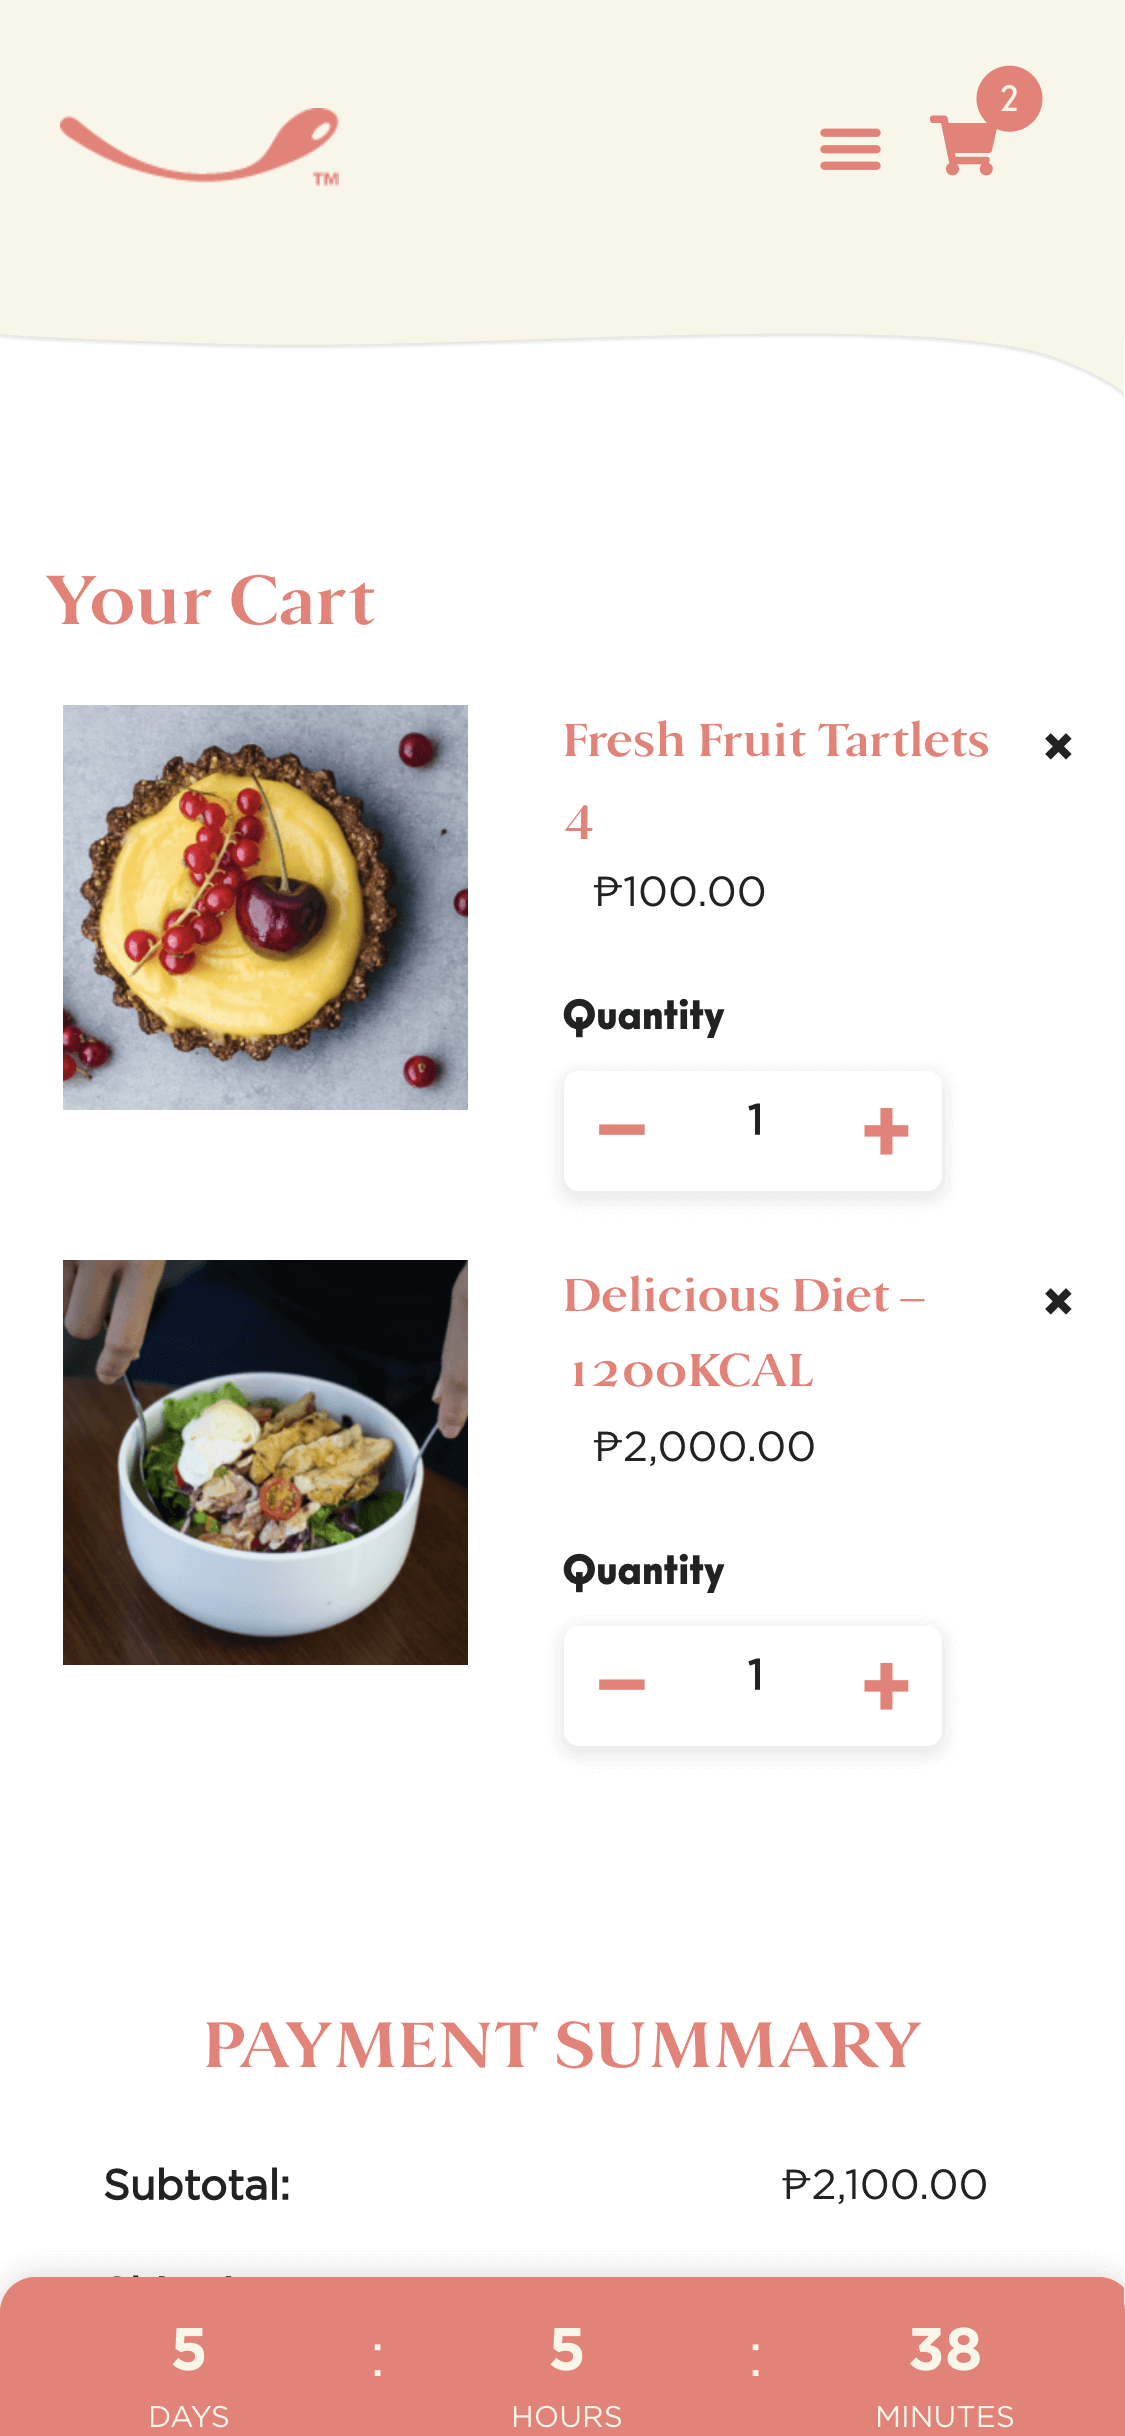 TM
2
Your Cart
Fresh Fruit Tartlets
4
₱100.00
Quantity
1
Delicious Diet –
1200KCAL
₱2,000.00
Quantity
1
PAYMENT SUMMARY
Subtotal: ₱2,100.00
5 : 5 : 38
DAYS HOURS MINUTES